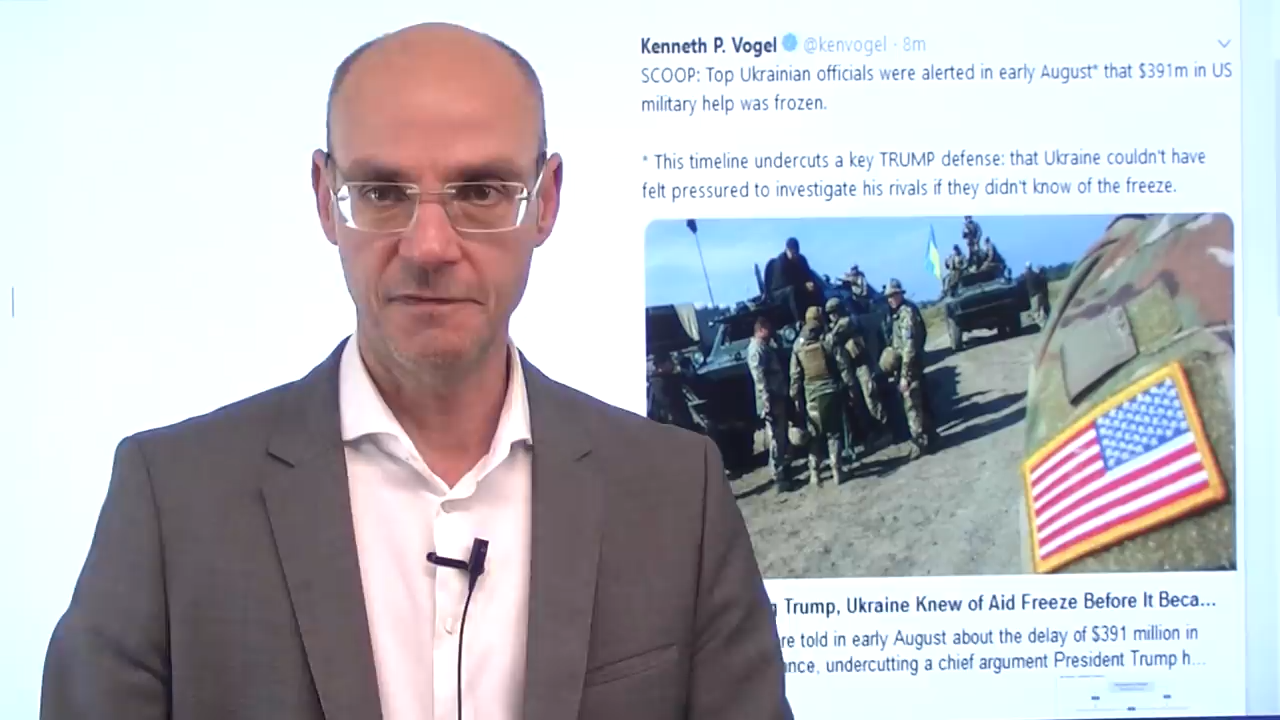 Kenneth P. Vogel @kenvogel · 8m
SCOOP: Top Ukrainian officials were alerted in early August* that $391m in US
military help was frozen.
* This timeline undercuts a key TRUMP defense: that Ukraine couldn't have
felt pressured to investigate his rivals if they didn't know of the freeze.
Trump, Ukraine Knew of Aid Freeze Before It Beca...
told in early August about the delay of $391 million in
undercutting a chief argument President Trump h...